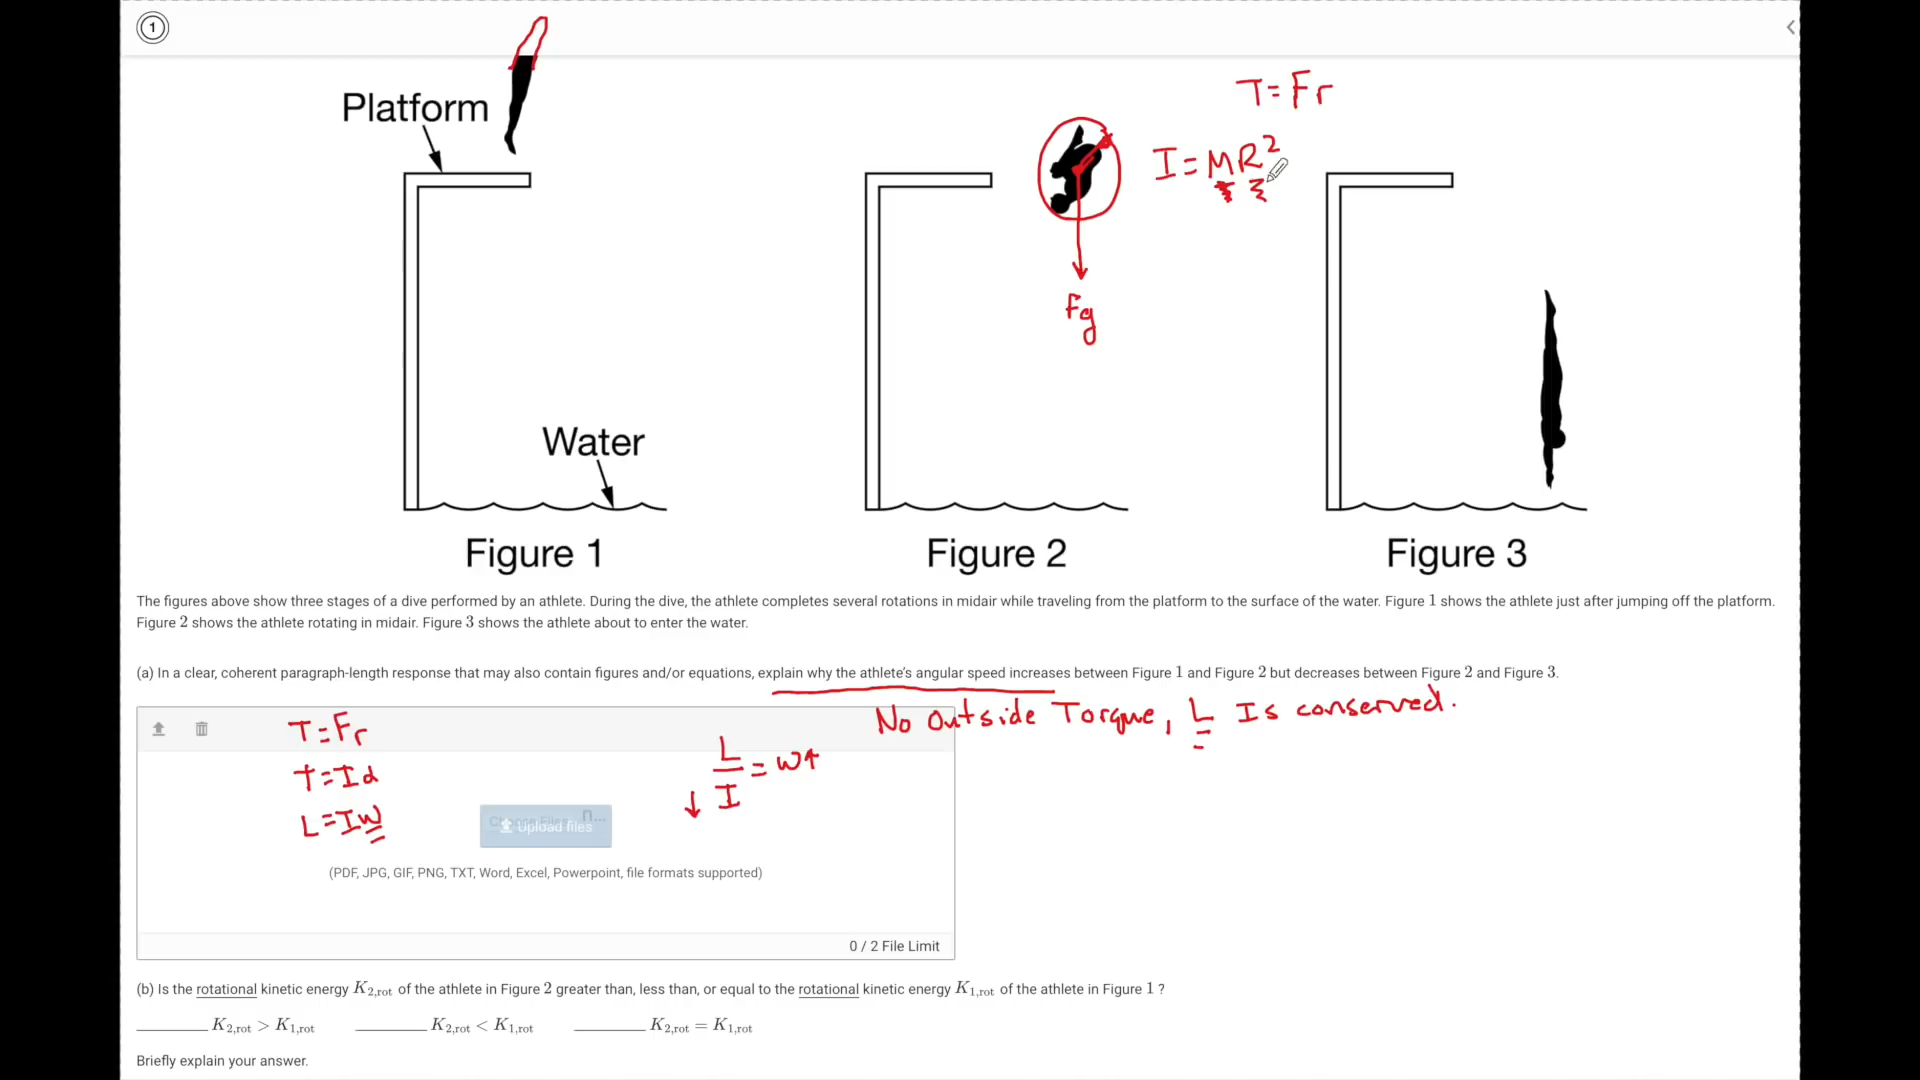 1
Platform
T=Fr
I=MR²
Fg
Water
Figure 1
Figure 2
Figure 3
The figures above show three stages of a dive performed by an athlete. During the dive, the athlete completes several rotations in midair while traveling from the platform to the surface of the water. Figure 1 shows the athlete just after jumping off the platform.
Figure 2 shows the athlete rotating in midair. Figure 3 shows the athlete about to enter the water.
(a) In a clear, coherent paragraph-length response that may also contain figures and/or equations, explain why the athlete's angular speed increases between Figure 1 and Figure 2 but decreases between Figure 2 and Figure 3.
No Outside Torque, L Is conserved.
T=Fr
T=Iα
L=Iω
L/I = ω↑
↓
Upload files
(PDF, JPG, GIF, PNG, TXT, Word, Excel, Powerpoint, file formats supported)
0 / 2 File Limit
(b) Is the rotational kinetic energy K2,rot of the athlete in Figure 2 greater than, less than, or equal to the rotational kinetic energy K1,rot of the athlete in Figure 1 ?
________ K2,rot > K1,rot ________ K2,rot < K1,rot ________ K2,rot = K1,rot
Briefly explain your answer.